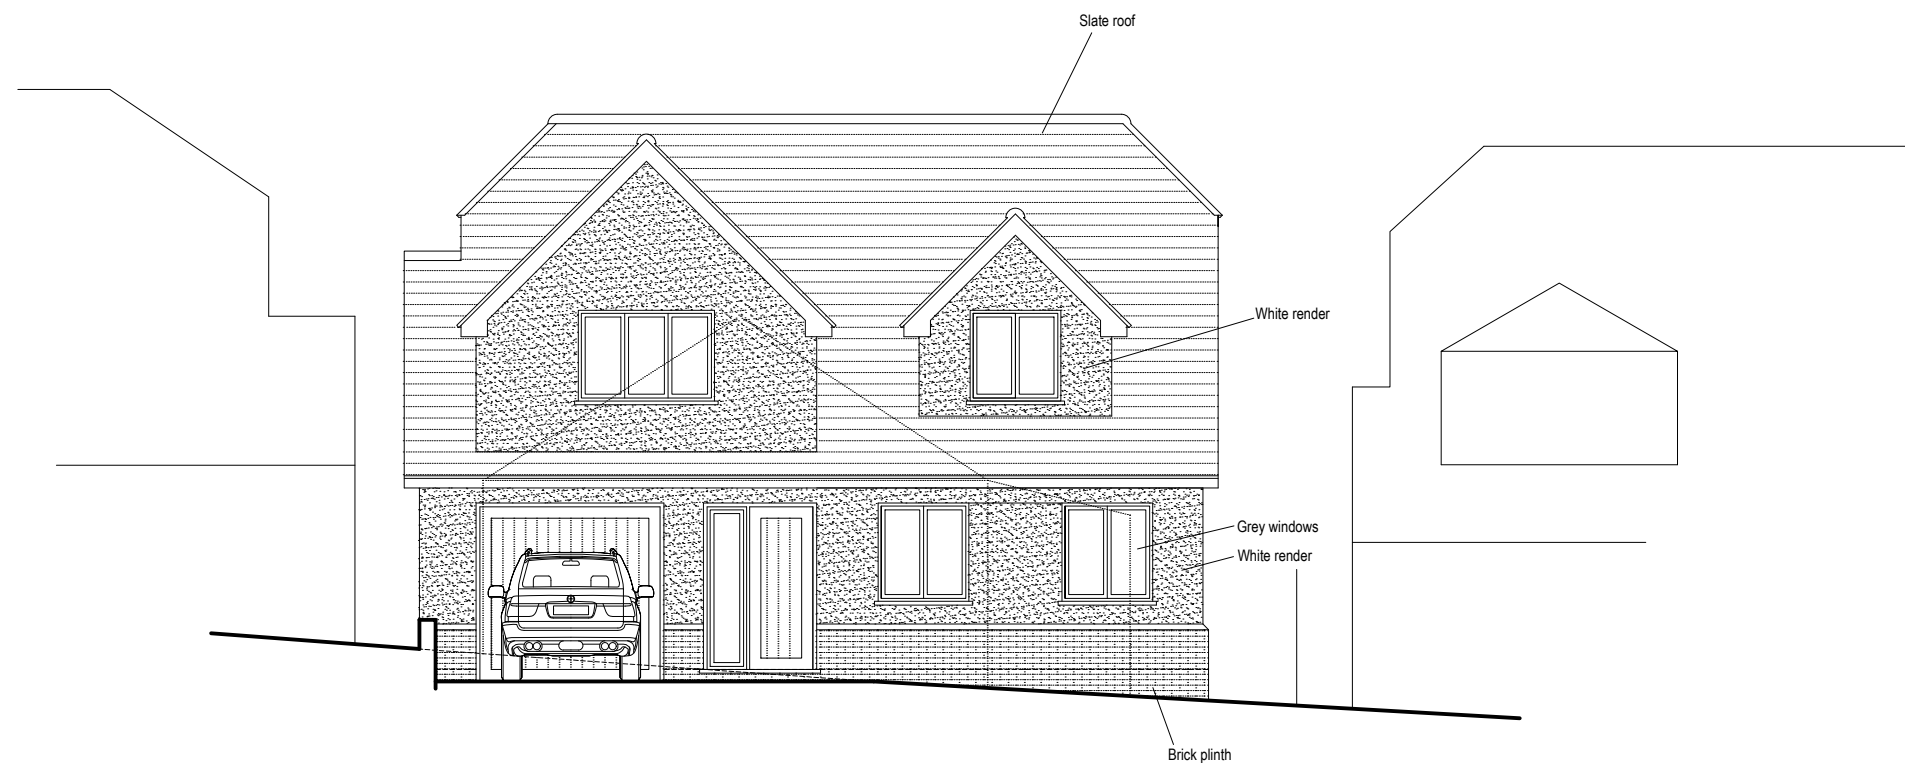 Slate roof
White render
Grey windows
White render
Brick plinth